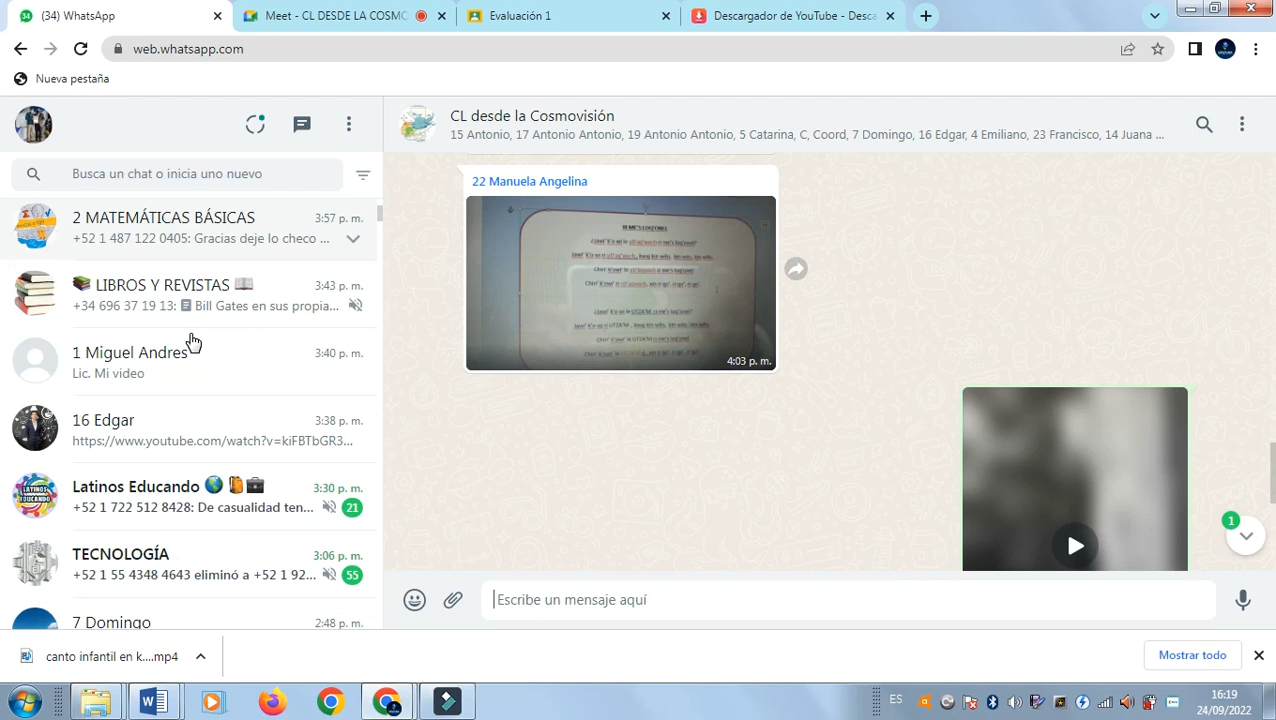 (34) WhatsApp
Meet - CL DESDE LA COSMO
Evaluación 1
Descargador de YouTube - Desca
web.whatsapp.com
Nueva pestaña
CL desde la Cosmovisión
15 Antonio, 17 Antonio Antonio, 19 Antonio Antonio, 5 Catarina, C, Coord, 7 Domingo, 16 Edgar, 4 Emiliano, 23 Francisco, 14 Juana ...
Busca un chat o inicia uno nuevo
2 MATEMÁTICAS BÁSICAS 3:57 p. m.
+52 1 487 122 0405: Gracias deje lo checo ...
LIBROS Y REVISTAS 3:43 p. m.
+34 696 37 19 13: Bill Gates en sus propia...
1 Miguel Andres 3:40 p. m.
Lic. Mi video
16 Edgar 3:38 p. m.
https://www.youtube.com/watch?v=kiFBTbGR3...
Latinos Educando 3:30 p. m.
+52 1 722 512 8428: De casualidad ten... 21
TECNOLOGÍA 3:06 p. m.
+52 1 55 4348 4643 eliminó a +52 1 92... 55
7 Domingo 2:48 p. m.
22 Manuela Angelina
4:03 p. m.
1
Escribe un mensaje aquí
canto infantil en k....mp4
Mostrar todo
ES
16:19
24/09/2022